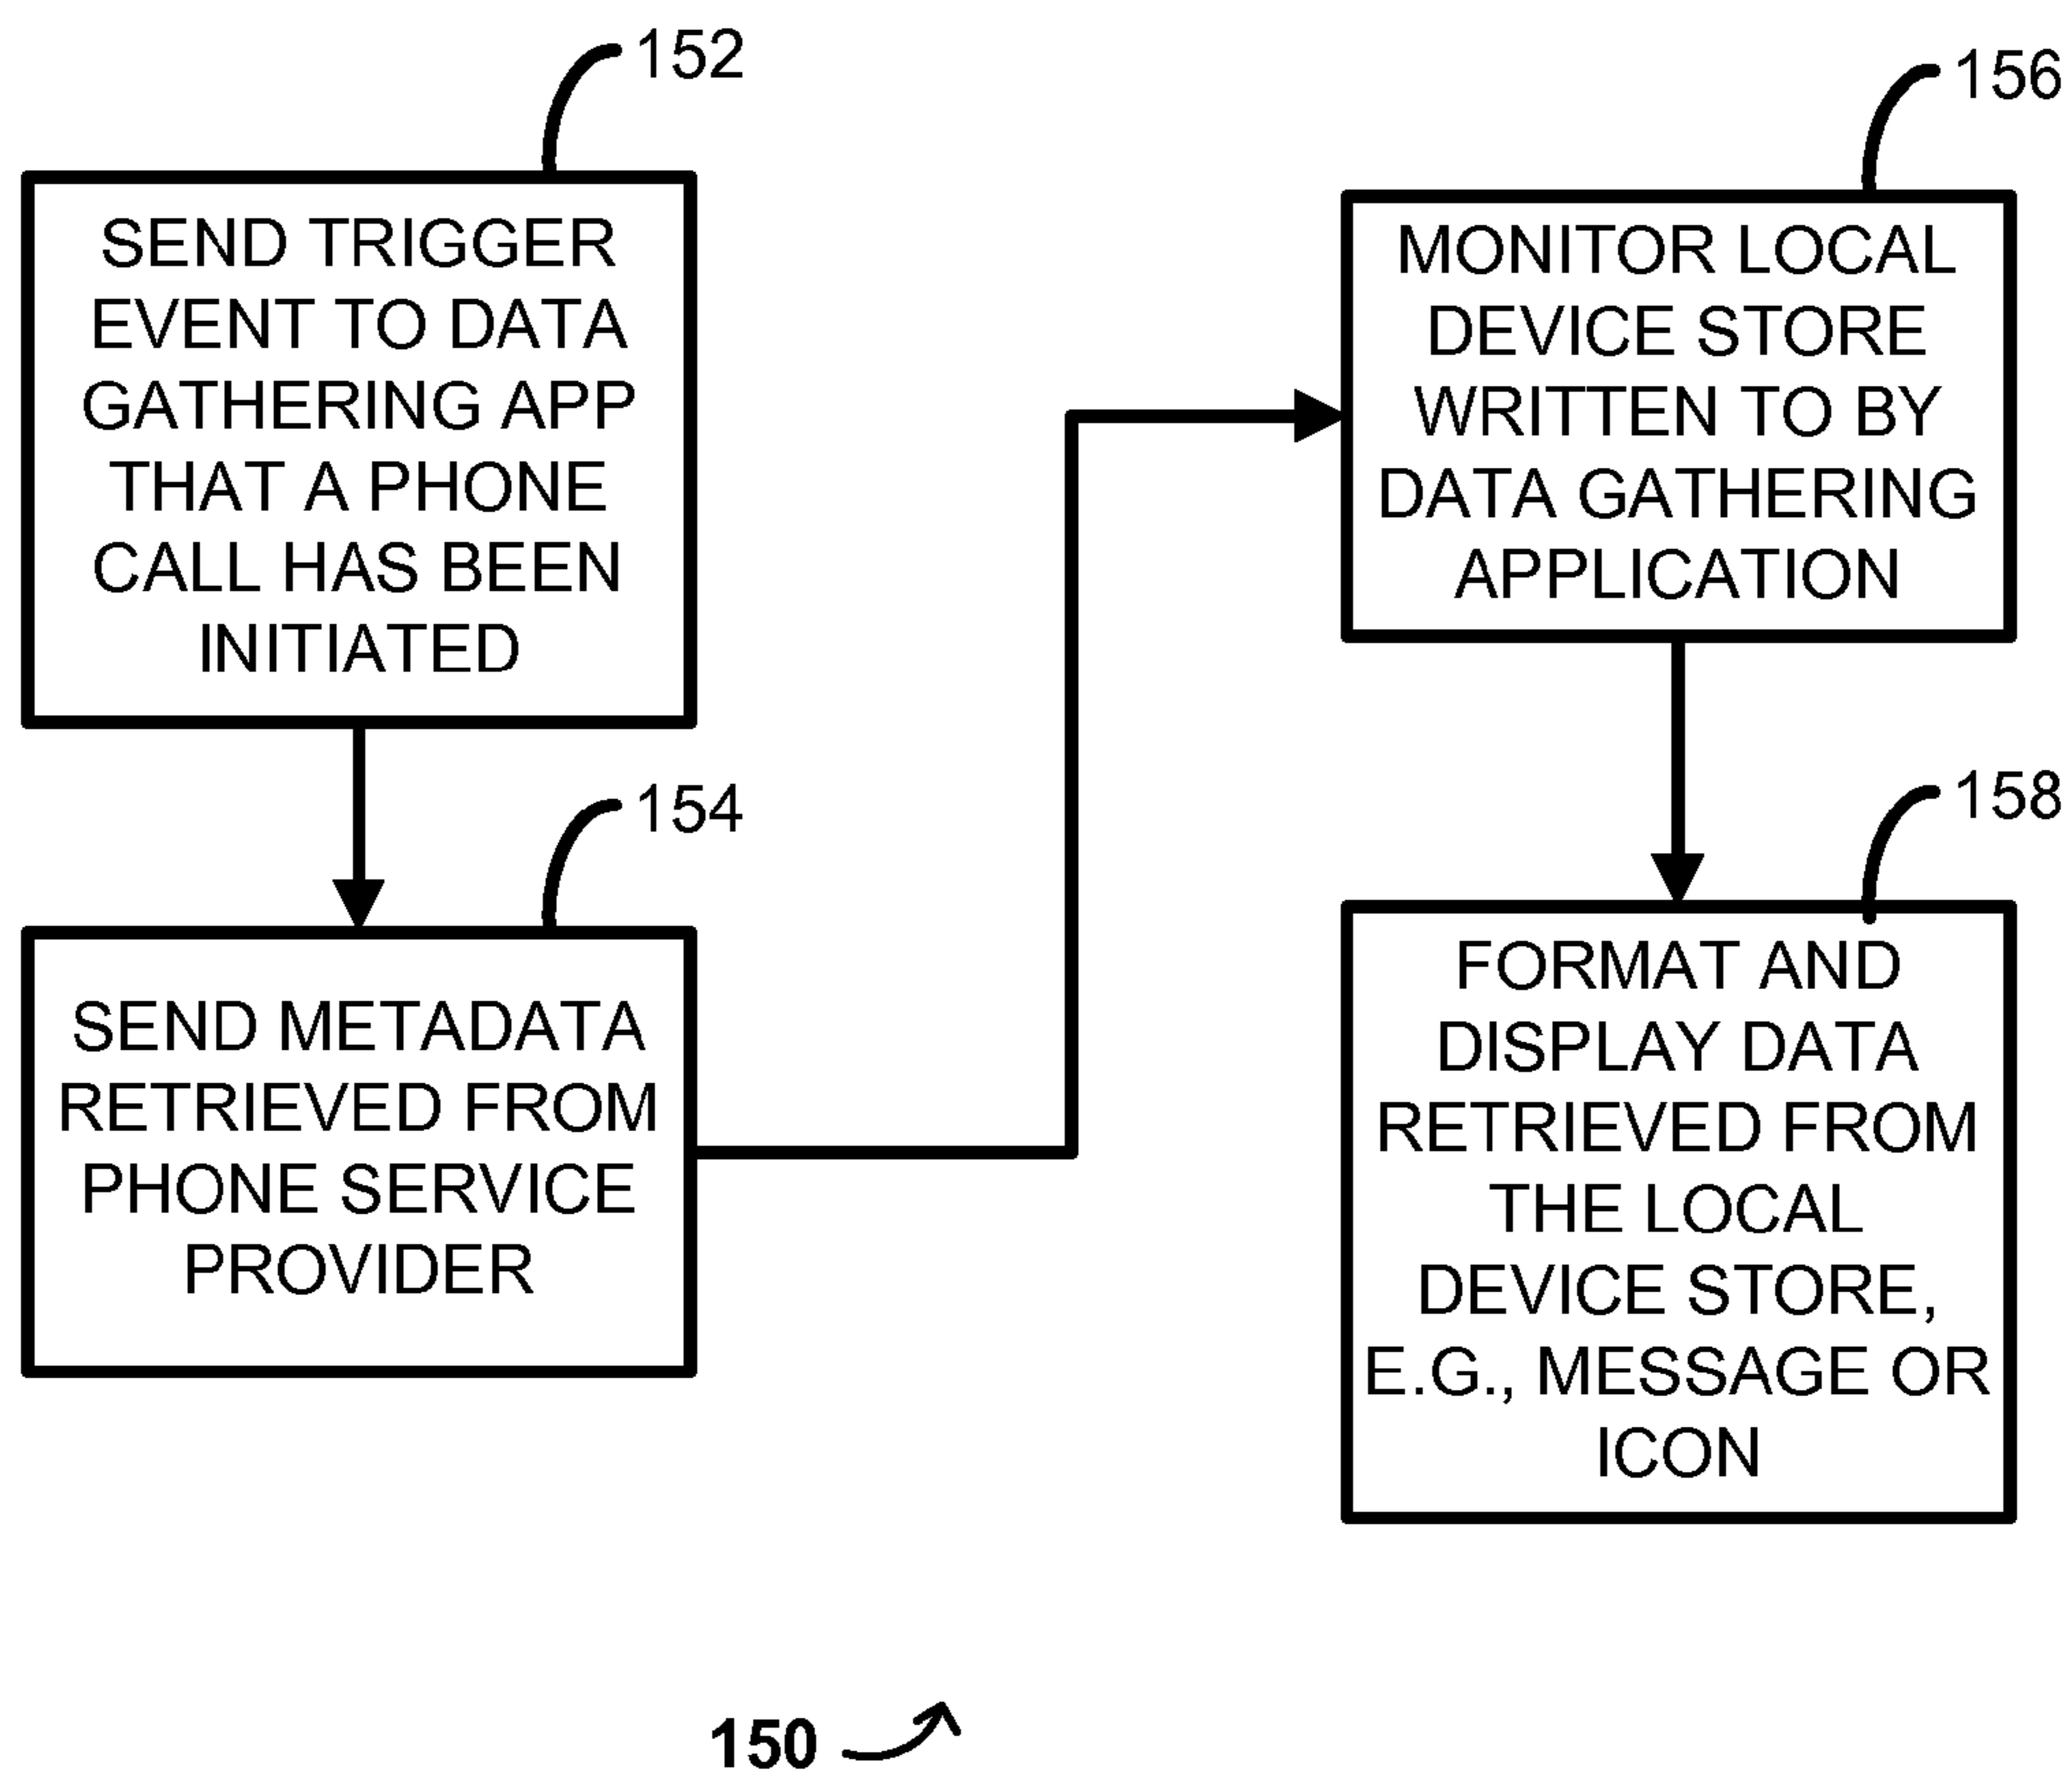 152
SEND TRIGGER
EVENT TO DATA
GATHERING APP
THAT A PHONE
CALL HAS BEEN
INITIATED
154
SEND METADATA
RETRIEVED FROM
PHONE SERVICE
PROVIDER
156
MONITOR LOCAL
DEVICE STORE
WRITTEN TO BY
DATA GATHERING
APPLICATION
158
FORMAT AND
DISPLAY DATA
RETRIEVED FROM
THE LOCAL
DEVICE STORE,
E.G., MESSAGE OR
ICON
150